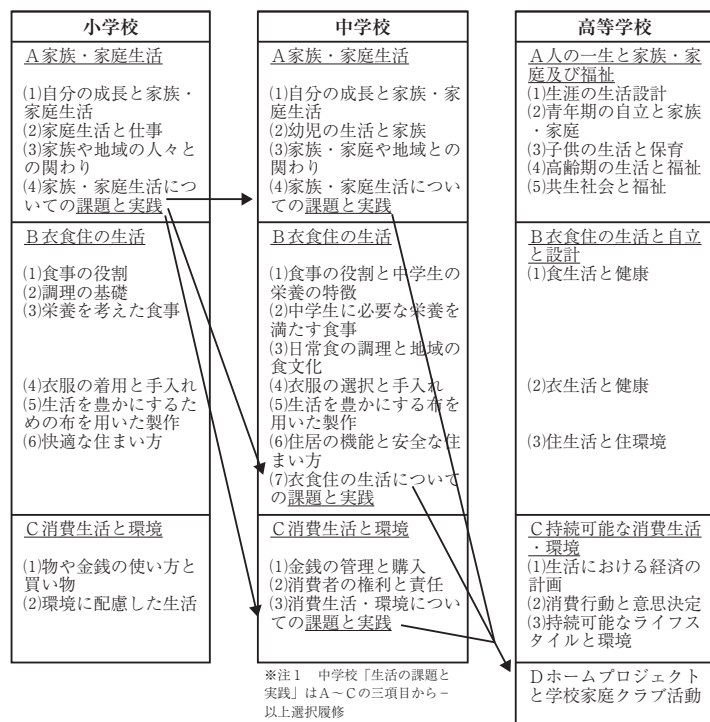 小学校
A家族・家庭生活
⑴自分の成長と家族・
家庭生活
⑵家庭生活と仕事
⑶家族や地域の人々と
の関わり
⑷家族・家庭生活につ
いての課題と実践
B衣食住の生活
⑴食事の役割
⑵調理の基礎
⑶栄養を考えた食事
⑷衣服の着用と手入れ
⑸生活を豊かにするた
めの布を用いた製作
⑹快適な住まい方
C消費生活と環境
⑴物や金銭の使い方と
買い物
⑵環境に配慮した生活
中学校
A家族・家庭生活
⑴自分の成長と家族・家
庭生活
⑵幼児の生活と家族
⑶家族・家庭や地域との
関わり
⑷家族・家庭生活につい
ての課題と実践
B衣食住の生活
⑴食事の役割と中学生の
栄養の特徴
⑵中学生に必要な栄養を
満たす食事
⑶日常食の調理と地域の
食文化
⑷衣服の選択と手入れ
⑸生活を豊かにする布を
用いた製作
⑹住居の機能と安全な住
まい方
⑺衣食住の生活について
の課題と実践
C消費生活と環境
⑴金銭の管理と購入
⑵消費者の権利と責任
⑶消費生活・環境につい
ての課題と実践
※注1 中学校「生活の課題と
実践」はA～Cの三項目から－
以上選択履修
高等学校
A人の一生と家族・家
庭及び福祉
⑴生涯の生活設計
⑵青年期の自立と家族
・家庭
⑶子供の生活と保育
⑷高齢期の生活と福祉
⑸共生社会と福祉
B衣食住の生活と自立
と設計
⑴食生活と健康
⑵衣生活と健康
⑶住生活と住環境
C持続可能な消費生活
・環境
⑴生活における経済の
計画
⑵消費行動と意思決定
⑶持続可能なライフス
タイルと環境
Dホームプロジェクト
と学校家庭クラブ活動